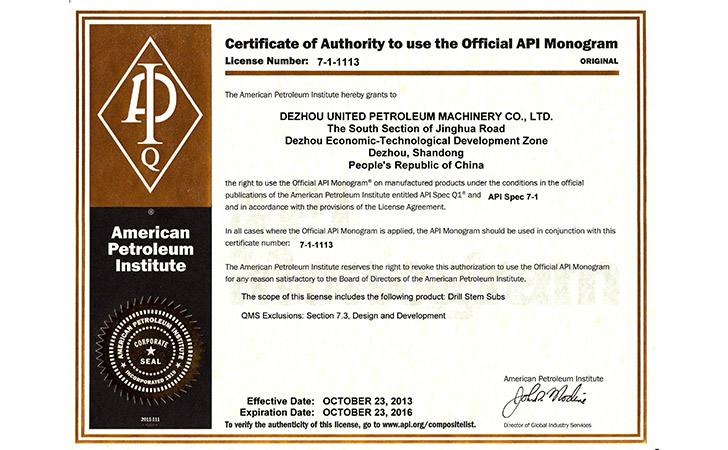 Certificate of Authority to use the Official API Monogram
License Number: 7-1-1113
ORIGINAL
The American Petroleum Institute hereby grants to
DEZHOU UNITED PETROLEUM MACHINERY CO., LTD.
The South Section of Jinghua Road
Dezhou Economic-Technological Development Zone
Dezhou, Shandong
People's Republic of China
the right to use the Official API Monogram® on manufactured products under the conditions in the official
publications of the American Petroleum Institute entitled API Spec Q1® and API Spec 7-1
and in accordance with the provisions of the License Agreement.
In all cases where the Official API Monogram is applied, the API Monogram should be used in conjunction with this
certificate number: 7-1-1113
The American Petroleum Institute reserves the right to revoke this authorization to use the Official API Monogram
for any reason satisfactory to the Board of Directors of the American Petroleum Institute.
The scope of this license includes the following product: Drill Stem Subs
QMS Exclusions: Section 7.3, Design and Development
API
Q
®
American
Petroleum
Institute
AMERICAN PETROLEUM INSTITUTE
CORPORATE
SEAL
INCORPORATED 1919
2011-111
Effective Date: OCTOBER 23, 2013
Expiration Date: OCTOBER 23, 2016
To verify the authenticity of this license, go to www.api.org/compositelist.
American Petroleum Institute
Director of Global Industry Services